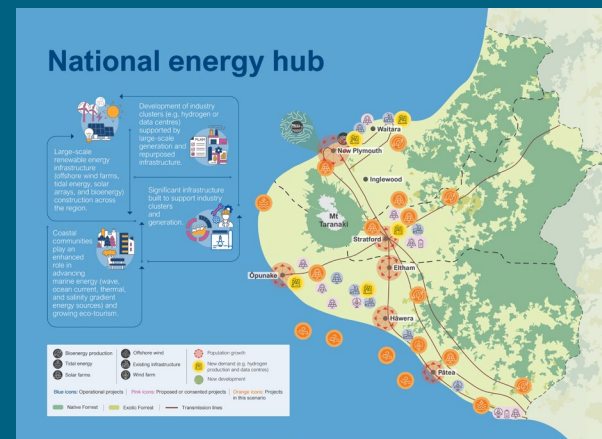 National energy hub
Development of industry
clusters (e.g. hydrogen or
data centres)
supported by
large-scale
generation and
repurposed
infrastructure.
Large-scale
renewable energy
infrastructure
(offshore wind farms,
tidal energy, solar
arrays, and bioenergy)
construction across
the region.
Significant infrastructure
built to support industry
clusters
and
generation.
Coastal
communities
play an
enhanced
role in
advancing
marine energy (wave,
ocean current, thermal,
and salinity gradient
energy sources) and
growing eco-tourism.
Waitara
New Plymouth
Inglewood
Mt
Taranaki
Stratford
Eltham
Ōpunake
Hāwera
Pātea
Bioenergy production
Tidal energy
Solar farms
Offshore wind
Existing infrastructure
Wind farm
Population growth
New demand (e.g. hydrogen
production and data centres)
New development
Blue icons: Operational projects
Pink icons: Proposed or consented projects
Orange icons: Projects
in this scenario
Native Forrest
Exotic Forrest
Transmission lines